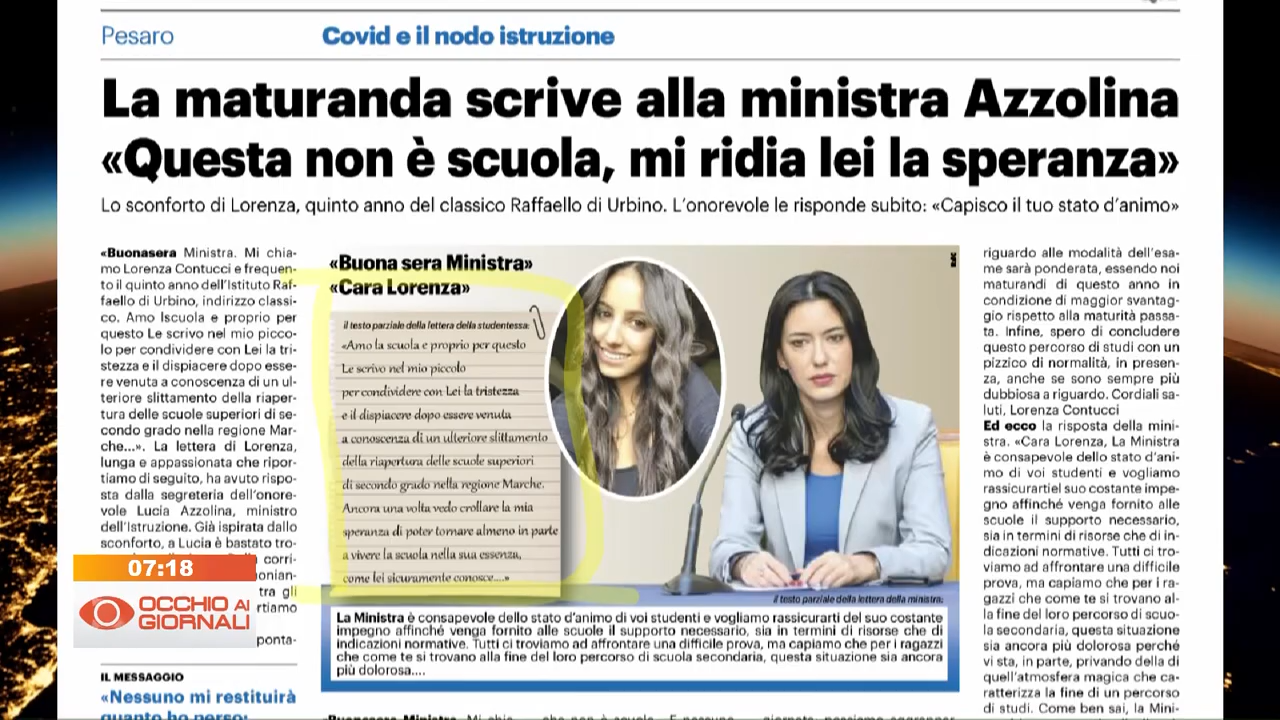 Pesaro
Covid e il nodo istruzione
La maturanda scrive alla ministra Azzolina
«Questa non è scuola, mi ridia lei la speranza»
Lo sconforto di Lorenza, quinto anno del classico Raffaello di Urbino. L'onorevole le risponde subito: «Capisco il tuo stato d'animo»
«Buonasera Ministra. Mi chia-
mo Lorenza Contucci e frequen-
to il quinto anno dell'Istituto Raf-
faello di Urbino, indirizzo classi-
co. Amo lscuola e proprio per
questo Le scrivo nel mio picco-
lo per condividere con Lei la tri-
stezza e il dispiacere dopo esse-
re venuta a conoscenza di un ul-
teriore slittamento della riaper-
tura delle scuole superiori di se-
condo grado nella regione Mar-
che...». La lettera di Lorenza,
lunga e appassionata che ripor-
tiamo di seguito, ha avuto rispo-
sta dalla segreteria dell'onore-
vole Lucia Azzolina, ministro
dell'Istruzione. Già ispirata dallo
sconforto, a Lucia è bastato tro-
corri-
onian-
tra gli
rtiamo
ponta-
07:18
OCCHIO AI
GIORNALI
IL MESSAGGIO
«Nessuno mi restituirà
quanto ho perso:
«Buona sera Ministra»
«Cara Lorenza»
il testo parziale della lettera della studentessa:
«Amo la scuola e proprio per questo
Le scrivo nel mio piccolo
per condividere con Lei la tristezza
e il dispiacere dopo essere venuta
a conoscenza di un ulteriore slittamento
della riapertura delle scuole superiori
di secondo grado nella regione Marche.
Ancora una volta vedo crollare la mia
speranza di poter tornare almeno in parte
a vivere la scuola nella sua essenza,
come lei sicuramente conosce....»
il testo parziale della lettera della ministra:
La Ministra è consapevole dello stato d'animo di voi studenti e vogliamo rassicurarti del suo costante
impegno affinché venga fornito alle scuole il supporto necessario, sia in termini di risorse che di
indicazioni normative. Tutti ci troviamo ad affrontare una difficile prova, ma capiamo che per i ragazzi
che come te si trovano alla fine del loro percorso di scuola secondaria, questa situazione sia ancora
più dolorosa....
riguardo alle modalità dell'esa-
me sarà ponderata, essendo noi
maturandi di questo anno in
condizione di maggior svantag-
gio rispetto alla maturità passa-
ta. Infine, spero di concludere
questo percorso di studi con un
pizzico di normalità, in presen-
za, anche se sono sempre più
dubbiosa a riguardo. Cordiali sa-
luti, Lorenza Contucci
Ed ecco la risposta della mini-
stra. «Cara Lorenza, La Ministra
è consapevole dello stato d'ani-
mo di voi studenti e vogliamo
rassicurartiel suo costante impe-
gno affinché venga fornito alle
scuole il supporto necessario,
sia in termini di risorse che di
indicazioni normative. Tutti ci tro-
viamo ad affrontare una difficile
prova, ma capiamo che per i ra-
gazzi che come te si trovano al-
la fine del loro percorso di scuo-
la secondaria, questa situazione
sia ancora più dolorosa perché
vi sta, in parte, privando della di
quell'atmosfera magica che ca-
ratterizza la fine di un percorso
di studi. Come ben sai, la Mini-